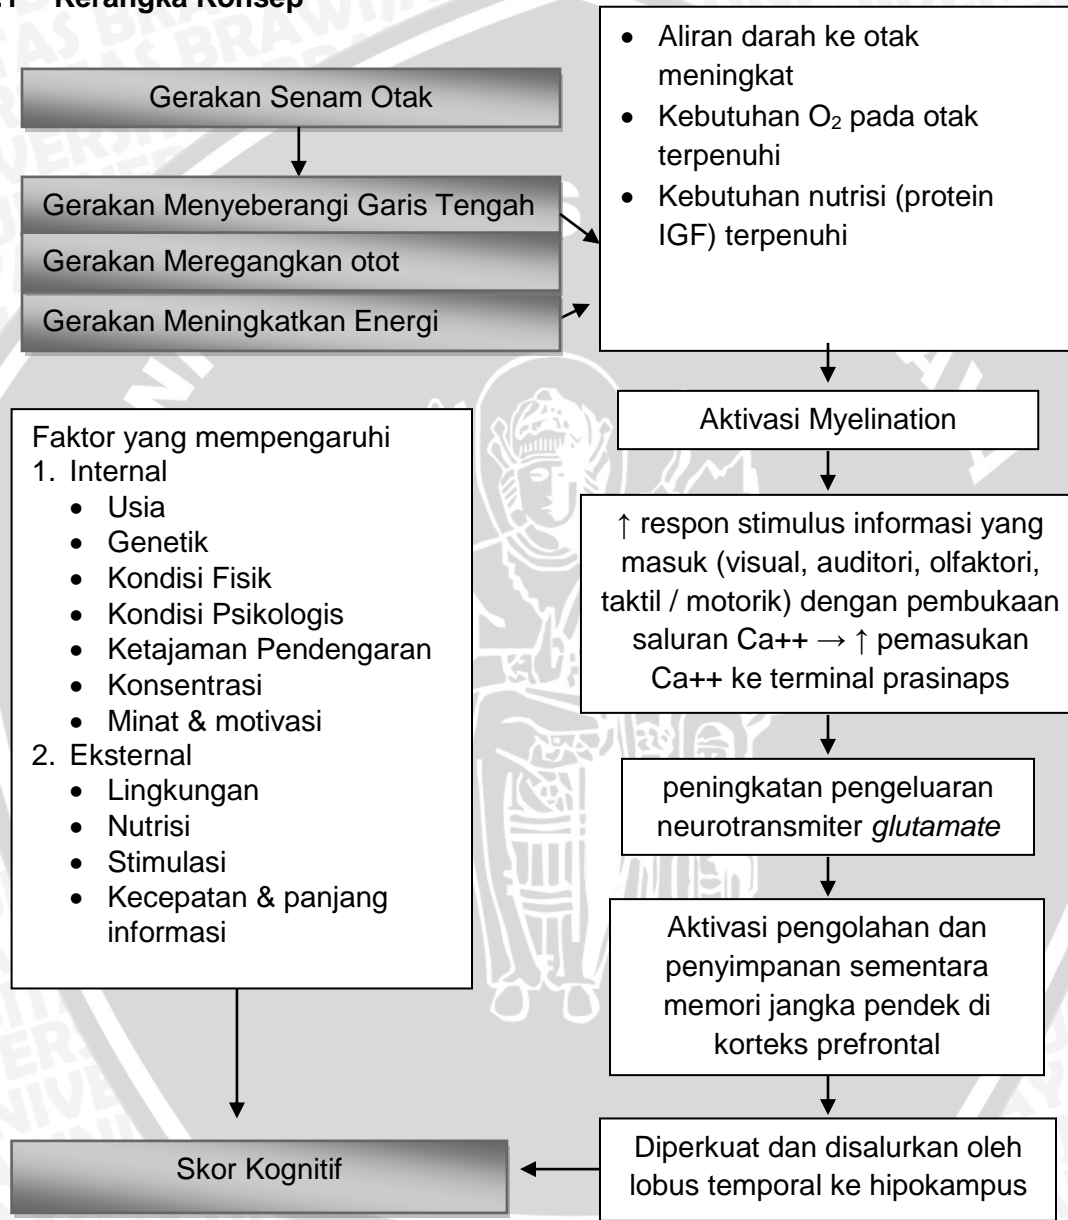 Kerangka Konsep
Gerakan Senam Otak
Gerakan Menyeberangi Garis Tengah
Gerakan Meregangkan otot
Gerakan Meningkatkan Energi
• Aliran darah ke otak
meningkat
• Kebutuhan O₂ pada otak
terpenuhi
• Kebutuhan nutrisi (protein
IGF) terpenuhi
Aktivasi Myelination
↑ respon stimulus informasi yang
masuk (visual, auditori, olfaktori,
taktil / motorik) dengan pembukaan
saluran Ca++ → ↑ pemasukan
Ca++ ke terminal prasinaps
peningkatan pengeluaran
neurotransmiter glutamate
Aktivasi pengolahan dan
penyimpanan sementara
memori jangka pendek di
korteks prefrontal
Diperkuat dan disalurkan oleh
lobus temporal ke hipokampus
Faktor yang mempengaruhi
1. Internal
• Usia
• Genetik
• Kondisi Fisik
• Kondisi Psikologis
• Ketajaman Pendengaran
• Konsentrasi
• Minat & motivasi
2. Eksternal
• Lingkungan
• Nutrisi
• Stimulasi
• Kecepatan & panjang
informasi
Skor Kognitif